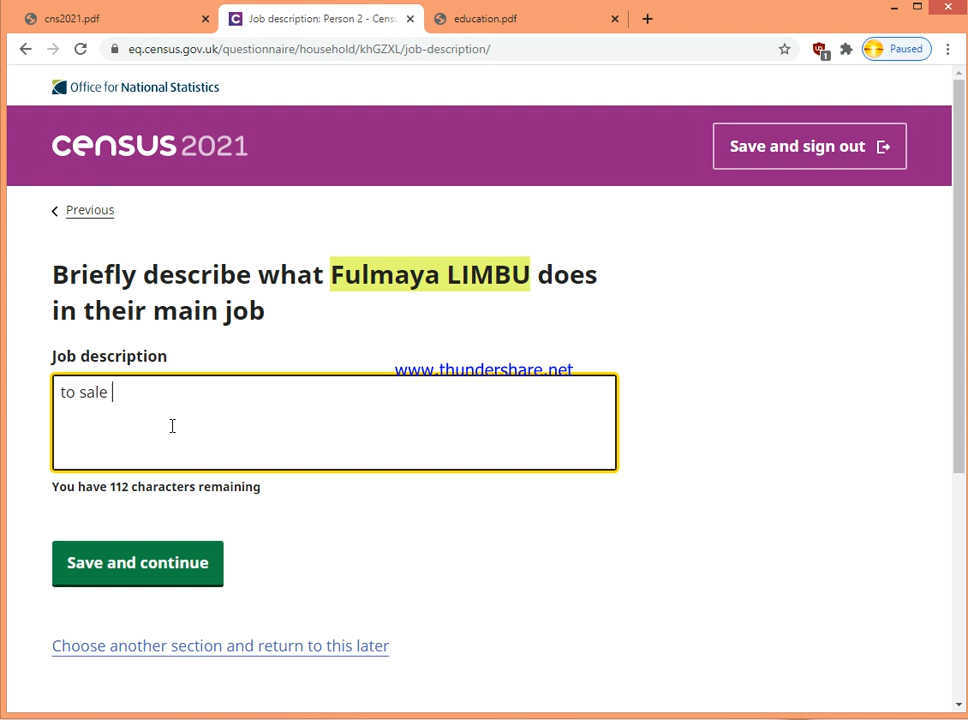 cns2021.pdf
Job description: Person 2 - Cens
education.pdf
eq.census.gov.uk/questionnaire/household/khGZXL/job-description/
1
Paused
Office for National Statistics
census 2021
Save and sign out
Previous
Briefly describe what Fulmaya LIMBU does
in their main job
Job description
www.thundershare.net
to sale
You have 112 characters remaining
Save and continue
Choose another section and return to this later